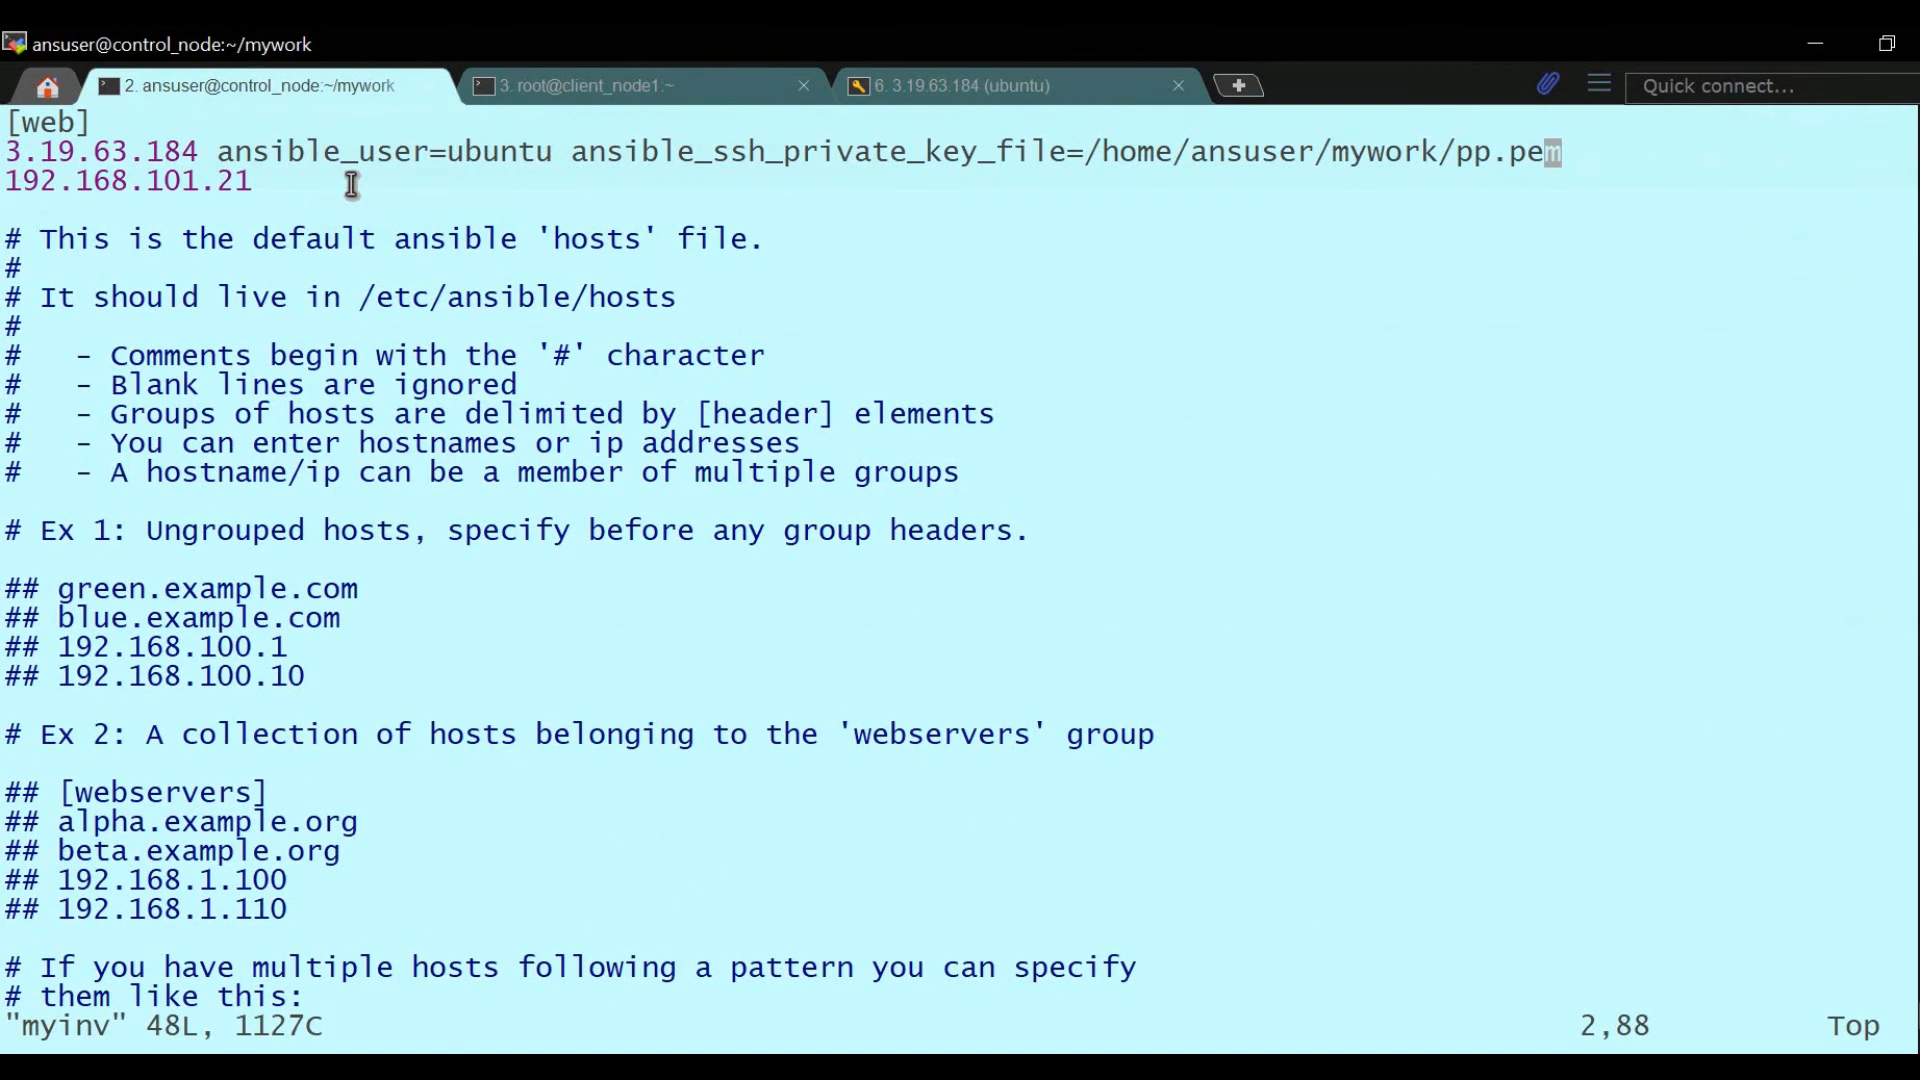 ansuser@control_node:~/mywork
2. ansuser@control_node:~/mywork
3. root@client_node1:~
6. 3.19.63.184 (ubuntu)
Quick connect...
[web]
3.19.63.184 ansible_user=ubuntu ansible_ssh_private_key_file=/home/ansuser/mywork/pp.pem
192.168.101.21
# This is the default ansible 'hosts' file.
#
# It should live in /etc/ansible/hosts
#
#   - Comments begin with the '#' character
#   - Blank lines are ignored
#   - Groups of hosts are delimited by [header] elements
#   - You can enter hostnames or ip addresses
#   - A hostname/ip can be a member of multiple groups
# Ex 1: Ungrouped hosts, specify before any group headers.
## green.example.com
## blue.example.com
## 192.168.100.1
## 192.168.100.10
# Ex 2: A collection of hosts belonging to the 'webservers' group
## [webservers]
## alpha.example.org
## beta.example.org
## 192.168.1.100
## 192.168.1.110
# If you have multiple hosts following a pattern you can specify
# them like this:
"myinv" 48L, 1127C 2,88 Top